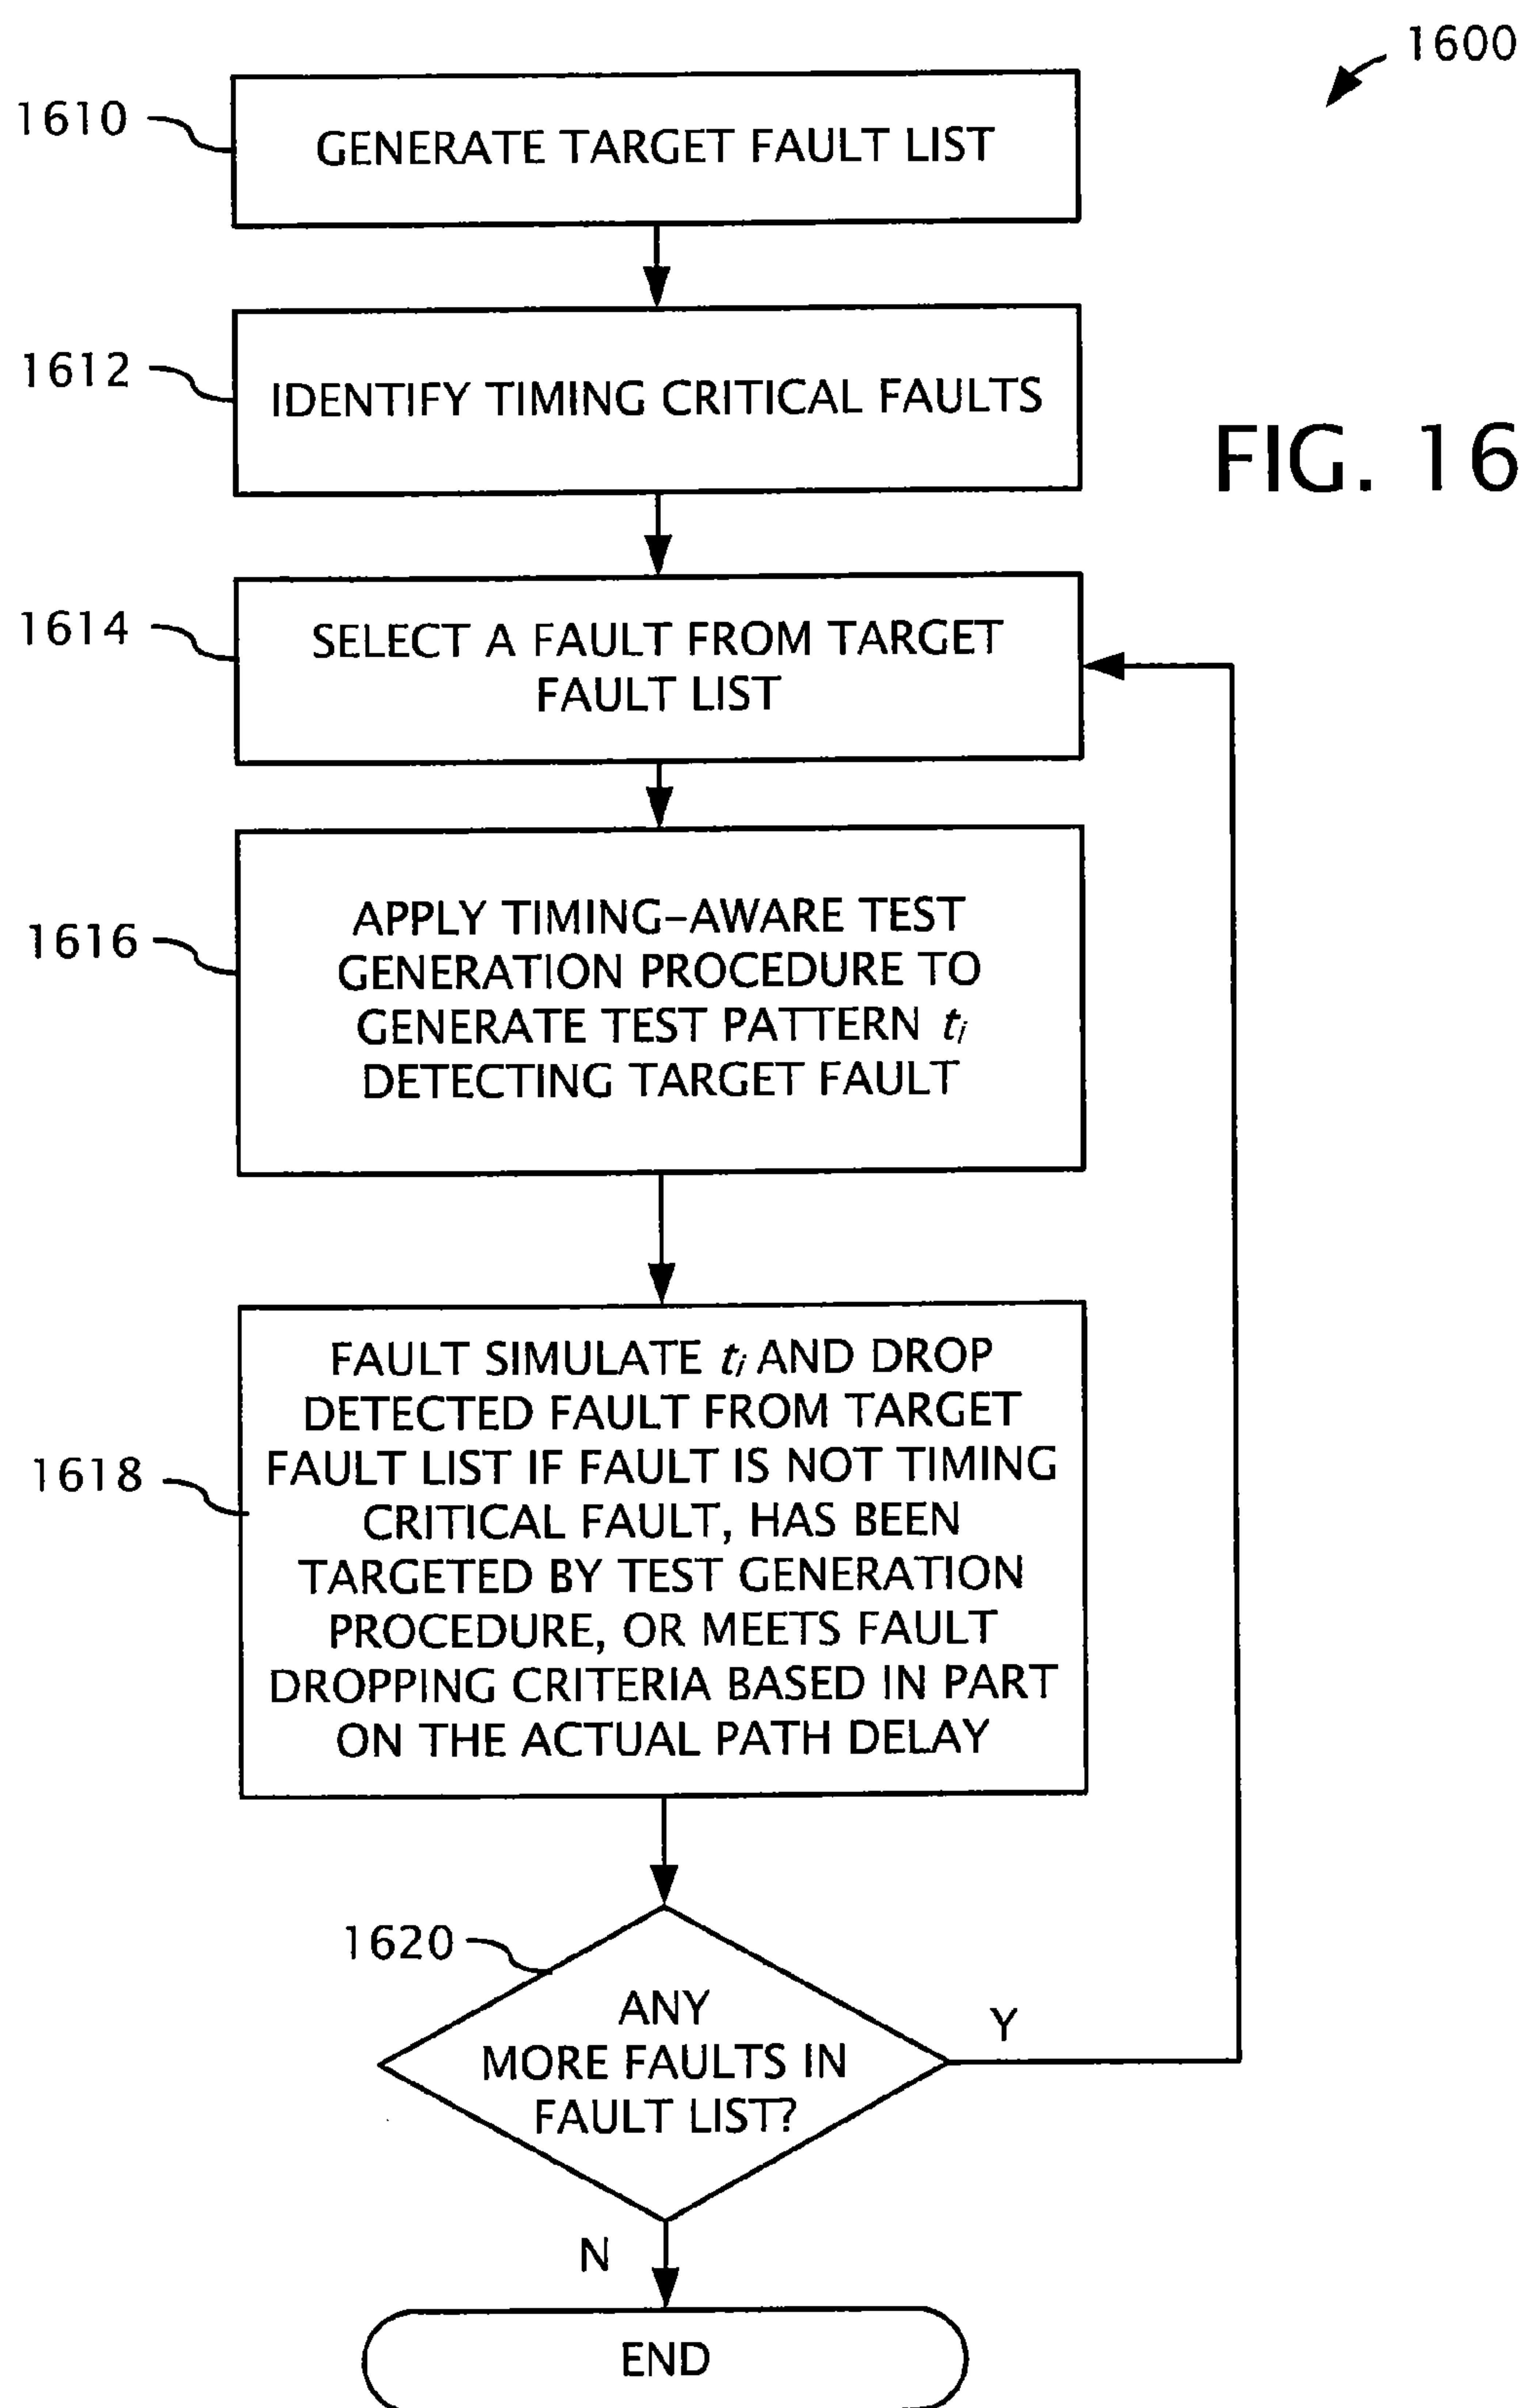 1600
1610
GENERATE TARGET FAULT LIST
1612
IDENTIFY TIMING CRITICAL FAULTS
FIG. 16
1614
SELECT A FAULT FROM TARGET
FAULT LIST
1616
APPLY TIMING-AWARE TEST
GENERATION PROCEDURE TO
GENERATE TEST PATTERN ti
DETECTING TARGET FAULT
1618
FAULT SIMULATE ti AND DROP
DETECTED FAULT FROM TARGET
FAULT LIST IF FAULT IS NOT TIMING
CRITICAL FAULT, HAS BEEN
TARGETED BY TEST GENERATION
PROCEDURE, OR MEETS FAULT
DROPPING CRITERIA BASED IN PART
ON THE ACTUAL PATH DELAY
1620
ANY
MORE FAULTS IN
FAULT LIST?
Y
N
END